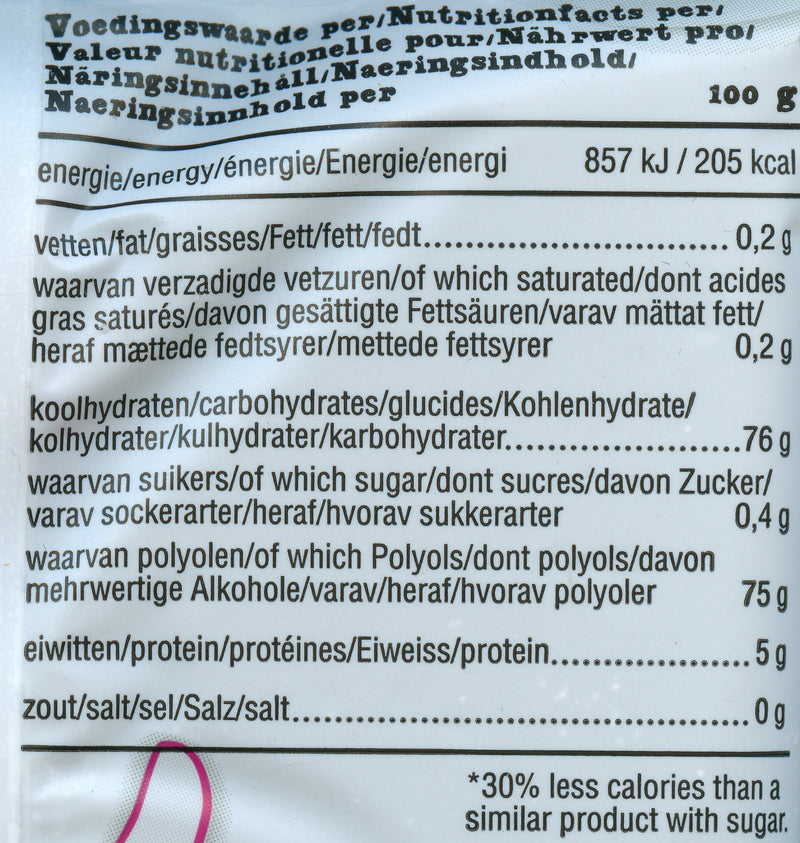 Voedingswaarde per/Nutritionfacts per/
Valeur nutritionelle pour/Nährwert pro/
Näringsinnehåll/Naeringsindhold/
Naeringsinnhold per 100 g
energie/energy/énergie/Energie/energi 857 kJ / 205 kcal
vetten/fat/graisses/Fett/fett/fedt.............................. 0,2 g
waarvan verzadigde vetzuren/of which saturated/dont acides
gras saturés/davon gesättigte Fettsäuren/varav mättat fett/
heraf mættede fedtsyrer/mettede fettsyrer 0,2 g
koolhydraten/carbohydrates/glucides/Kohlenhydrate/
kolhydrater/kulhydrater/karbohydrater.......................76 g
waarvan suikers/of which sugar/dont sucres/davon Zucker/
varav sockerarter/heraf/hvorav sukkerarter 0,4 g
waarvan polyolen/of which Polyols/dont polyols/davon
mehrwertige Alkohole/varav/heraf/hvorav polyoler 75 g
eiwitten/protein/protéines/Eiweiss/protein................... 5 g
zout/salt/sel/Salz/salt............................................. 0 g
*30% less calories than a
similar product with sugar.